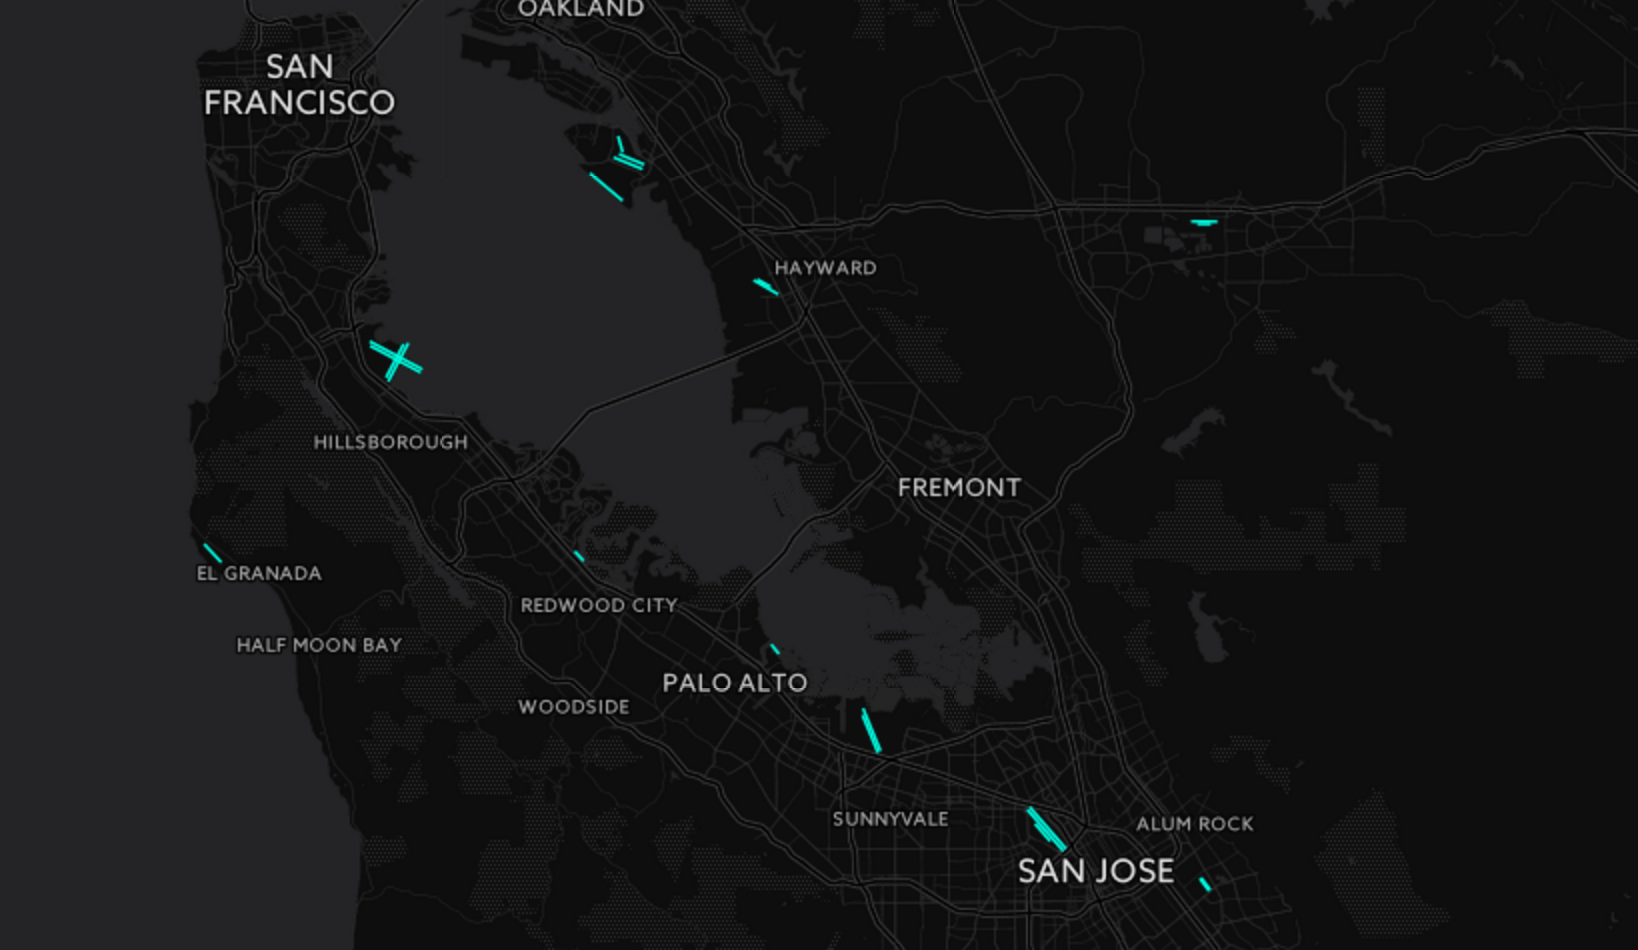 OAKLAND
SAN
FRANCISCO
HAYWARD
HILLSBOROUGH
FREMONT
EL GRANADA
REDWOOD CITY
HALF MOON BAY
PALO ALTO
WOODSIDE
SUNNYVALE
ALUM ROCK
SAN JOSE